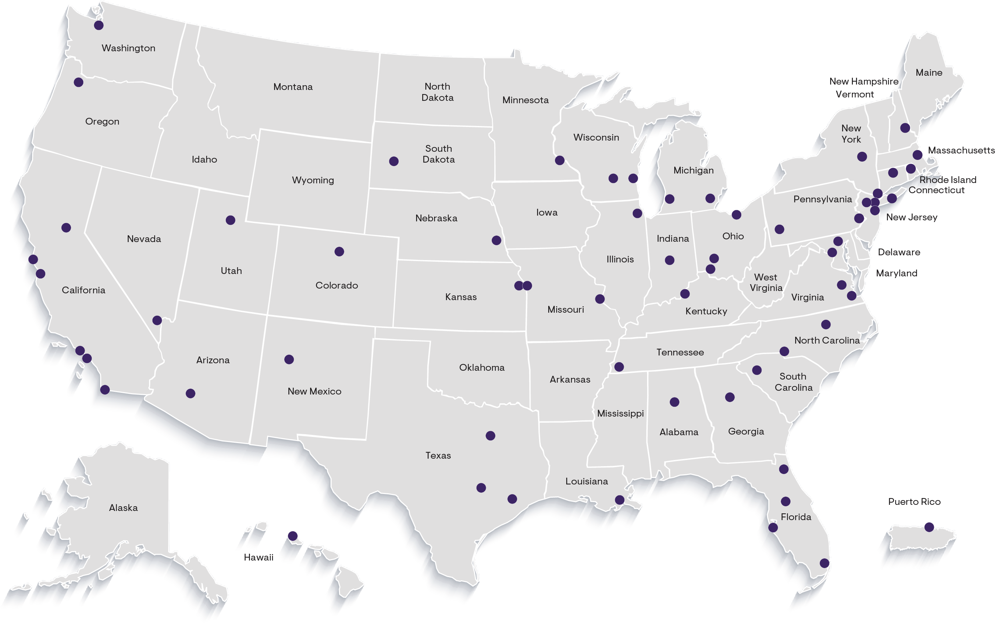 Washington
Maine
New Hampshire
Montana
North
Dakota
Vermont
Minnesota
Oregon
New
York
Wisconsin
South
Dakota
Massachusetts
Idaho
Michigan
Wyoming
Rhode Island
Connecticut
Pennsylvania
Iowa
Nebraska
New Jersey
Nevada
Indiana
Ohio
Delaware
Illinois
Utah
Maryland
West
Virginia
Colorado
California
Kansas
Virginia
Missouri
Kentucky
North Carolina
Tennessee
Arizona
Oklahoma
Arkansas
South
Carolina
New Mexico
Mississippi
Alabama
Georgia
Texas
Louisiana
Puerto Rico
Alaska
Florida
Hawaii